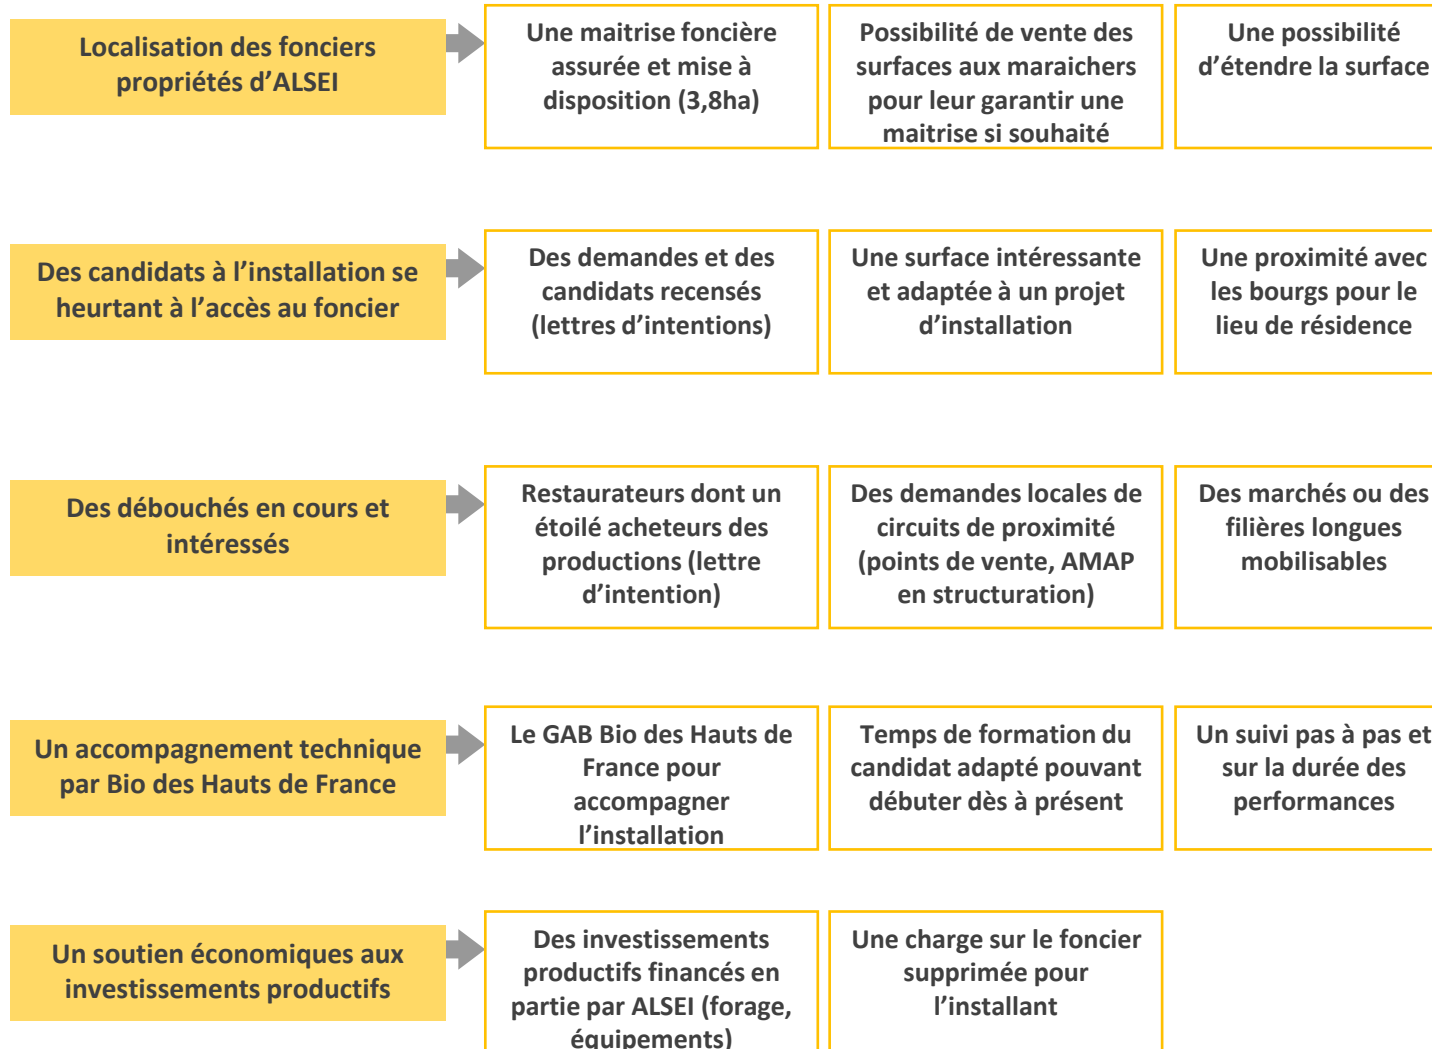 Localisation des fonciers
propriétés d’ALSEI
Une maitrise foncière
assurée et mise à
disposition (3,8ha)
Possibilité de vente des
surfaces aux maraichers
pour leur garantir une
maitrise si souhaité
Une possibilité
d’étendre la surface
Des candidats à l’installation se
heurtant à l’accès au foncier
Des demandes et des
candidats recensés
(lettres d’intentions)
Une surface intéressante
et adaptée à un projet
d’installation
Une proximité avec
les bourgs pour le
lieu de résidence
Des débouchés en cours et
intéressés
Restaurateurs dont un
étoilé acheteurs des
productions (lettre
d’intention)
Des demandes locales de
circuits de proximité
(points de vente, AMAP
en structuration)
Des marchés ou des
filières longues
mobilisables
Un accompagnement technique
par Bio des Hauts de France
Le GAB Bio des Hauts de
France pour
accompagner
l’installation
Temps de formation du
candidat adapté pouvant
débuter dès à présent
Un suivi pas à pas et
sur la durée des
performances
Un soutien économiques aux
investissements productifs
Des investissements
productifs financés en
partie par ALSEI (forage,
équipements)
Une charge sur le foncier
supprimée pour
l’installant